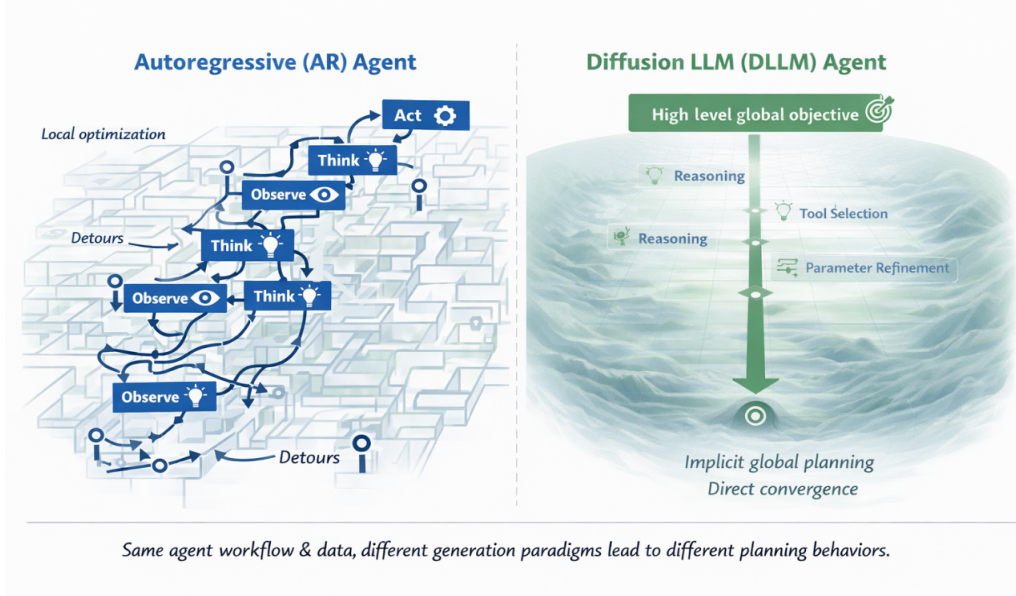 Autoregressive (AR) Agent
Local optimization
Act
Think
Observe
Detours
Think
Observe
Think
Observe
Detours
Diffusion LLM (DLLM) Agent
High level global objective
Reasoning
Tool Selection
Reasoning
Parameter Refinement
Implicit global planning
Direct convergence
Same agent workflow & data, different generation paradigms lead to different planning behaviors.